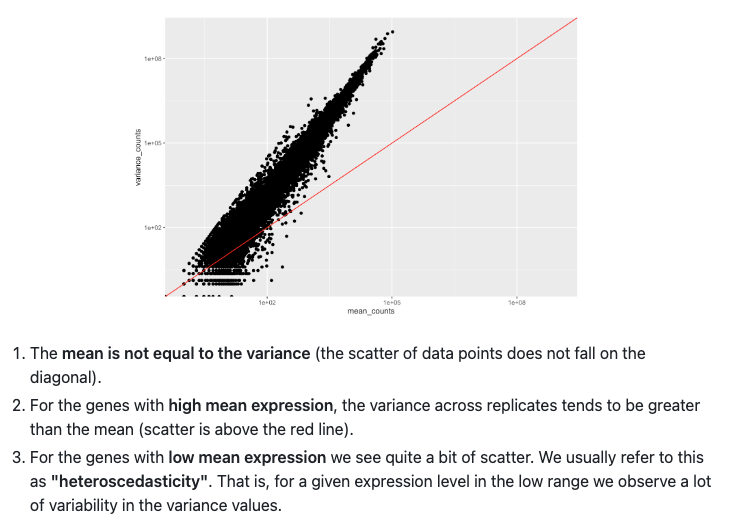 1e+08
1e+05
1e+02
variance_counts
1e+02
1e+05
1e+08
mean_counts
1. The mean is not equal to the variance (the scatter of data points does not fall on the
diagonal).
2. For the genes with high mean expression, the variance across replicates tends to be greater
than the mean (scatter is above the red line).
3. For the genes with low mean expression we see quite a bit of scatter. We usually refer to this
as "heteroscedasticity". That is, for a given expression level in the low range we observe a lot
of variability in the variance values.